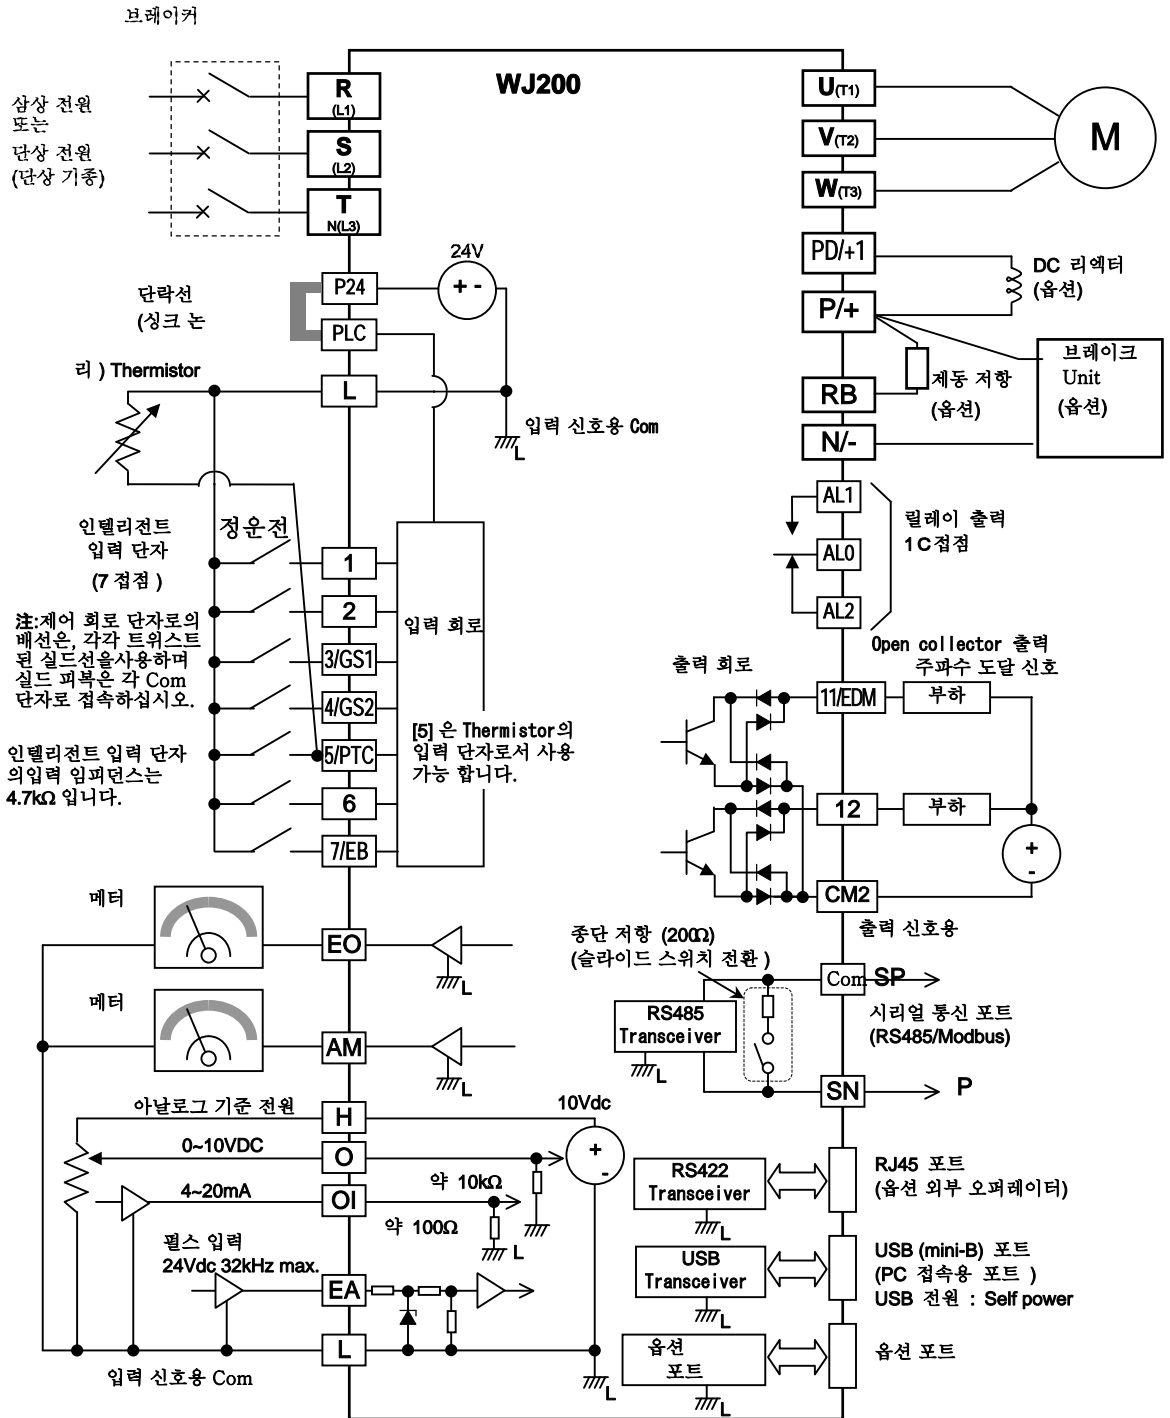 브레이커
WJ200
삼상 전원
또는
단상 전원
(단상 기종)
R
(L1)
S
(L2)
T
N(L3)
U(T1)
V(T2)
W(T3)
M
PD/+1
P/+
DC 리엑터
(옵션)
브레이크
Unit
(옵션)
RB
제동 저항
(옵션)
N/-
24V
+ -
P24
PLC
단락선
(싱크 논
리 ) Thermistor
L
입력 신호용 Com
L
인텔리전트
입력 단자
(7 접점 )
정운전
注:제어 회로 단자로의
배선은, 각각 트위스트
된 실드선을사용하며
실드 피복은 각 Com
단자로 접속하십시오.
인텔리전트 입력 단자
의입력 임피던스는
4.7kΩ 입니다.
1
2
3/GS1
4/GS2
5/PTC
6
7/EB
입력 회로
[5] 은 Thermistor의
입력 단자로서 사용
가능 합니다.
AL1
AL0
AL2
릴레이 출력
1C접점
Open collector 출력
주파수 도달 신호
출력 회로
11/EDM
부하
12
부하
+
-
CM2
출력 신호용
메터
EO
L
메터
AM
L
종단 저항 (200Ω)
(슬라이드 스위치 전환 )
Com SP
RS485
Transceiver
L
시리얼 통신 포트
(RS485/Modbus)
SN
P
아날로그 기준 전원
H
10Vdc
+
-
0~10VDC
O
4~20mA
OI
약 10kΩ
약 100Ω
L
펄스 입력
24Vdc 32kHz max.
EA
L
입력 신호용 Com
L
RS422
Transceiver
L
RJ45 포트
(옵션 외부 오퍼레이터)
USB
Transceiver
L
USB (mini-B) 포트
(PC 접속용 포트 )
USB 전원 : Self power
옵션
포트
L
옵션 포트